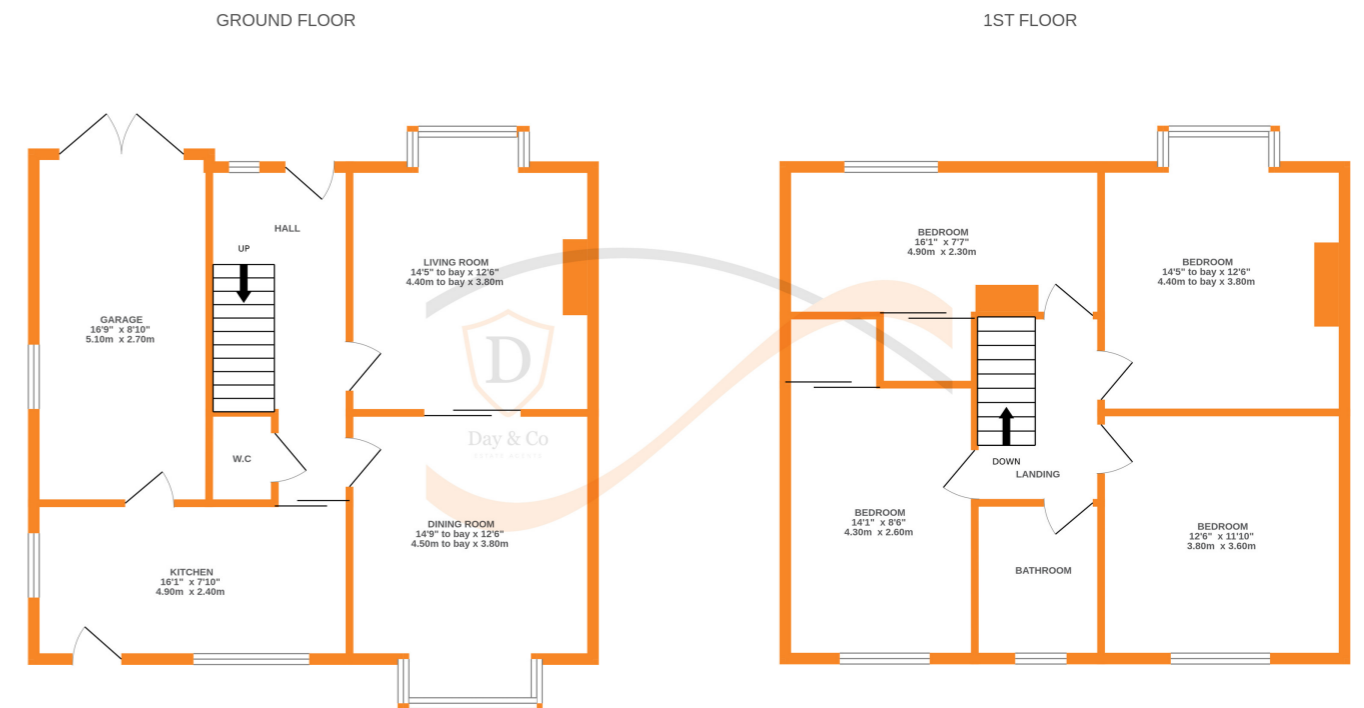 GROUND FLOOR
1ST FLOOR
HALL
UP
LIVING ROOM
14'5" to bay x 12'6"
4.40m to bay x 3.80m
GARAGE
16'9" x 8'10"
5.10m x 2.70m
W.C
DINING ROOM
14'9" to bay x 12'6"
4.50m to bay x 3.80m
KITCHEN
16'1" x 7'10"
4.90m x 2.40m
D
Day & Co
ESTATE AGENTS
BEDROOM
16'1" x 7'7"
4.90m x 2.30m
BEDROOM
14'5" to bay x 12'6"
4.40m to bay x 3.80m
DOWN
LANDING
BEDROOM
14'1" x 8'6"
4.30m x 2.60m
BEDROOM
12'6" x 11'10"
3.80m x 3.60m
BATHROOM